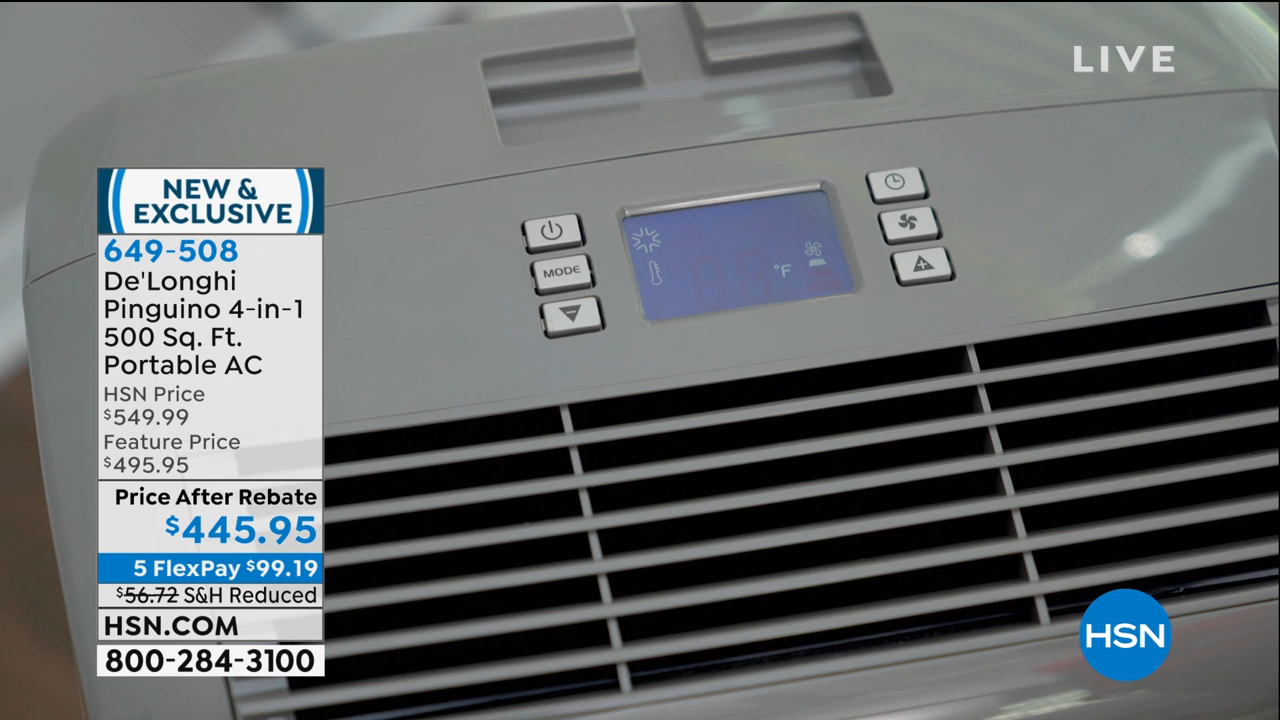 LIVE
NEW &
EXCLUSIVE
649-508
De'Longhi
Pinguino 4-in-1
500 Sq. Ft.
Portable AC
HSN Price
$549.99
Feature Price
$495.95
Price After Rebate
$445.95
5 FlexPay $99.19
$56.72 S&H Reduced
HSN.COM
800-284-3100
MODE
°F
HSN